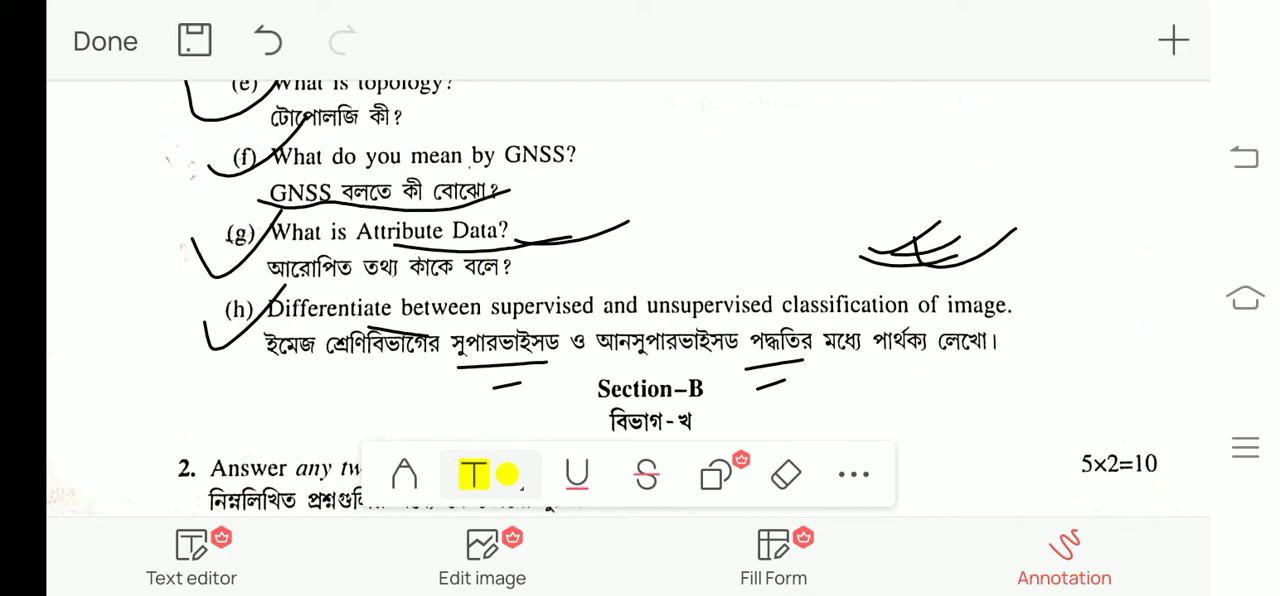 Done
(e) What is topology?
টোপোলজি কী?
(f) What do you mean by GNSS?
GNSS বলতে কী বোঝো?
(g) What is Attribute Data?
আরোপিত তথ্য কাকে বলে?
(h) Differentiate between supervised and unsupervised classification of image.
ইমেজ শ্রেণিবিভাগের সুপারভাইসড ও আনসুপারভাইসড পদ্ধতির মধ্যে পার্থক্য লেখো।
Section-B
বিভাগ-খ
2. Answer any tw 5×2=10
নিম্নলিখিত
Text editor Edit image Fill Form Annotation